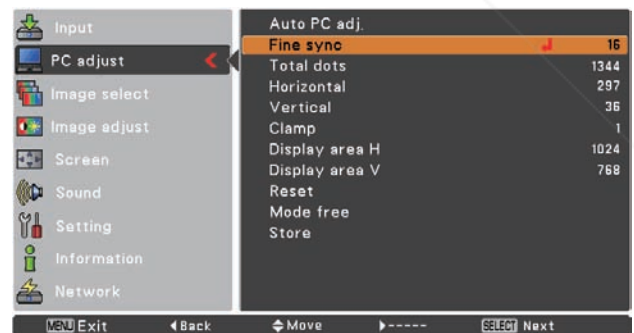 Input
PC adjust
Image select
Image adjust
Screen
Sound
Setting
Information
Network
Auto PC adj.
Fine sync 16
Total dots 1344
Horizontal 297
Vertical 36
Clamp 1
Display area H 1024
Display area V 768
Reset
Mode free
Store
MENU Exit ◀Back ◆Move ▶----- SELECT Next